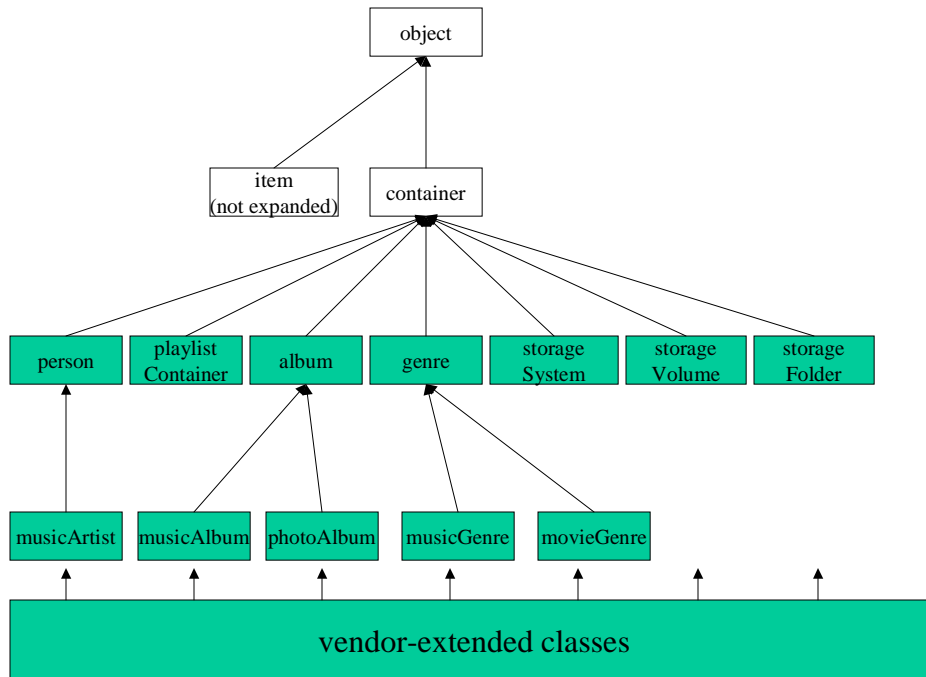 object
item
(not expanded)
container
person
playlist
Container
album
genre
storage
System
storage
Volume
storage
Folder
musicArtist
musicAlbum
photoAlbum
musicGenre
movieGenre
vendor-extended classes